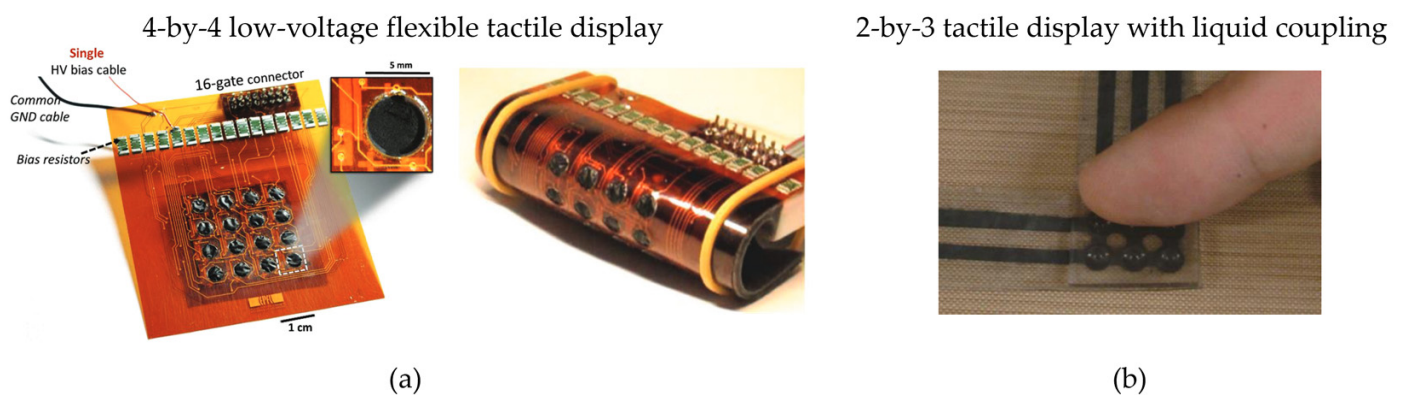 4-by-4 low-voltage flexible tactile display
2-by-3 tactile display with liquid coupling
Single
HV bias cable
Common
GND cable
Bias resistors
16-gate connector
5 mm
1 cm
(a)
(b)